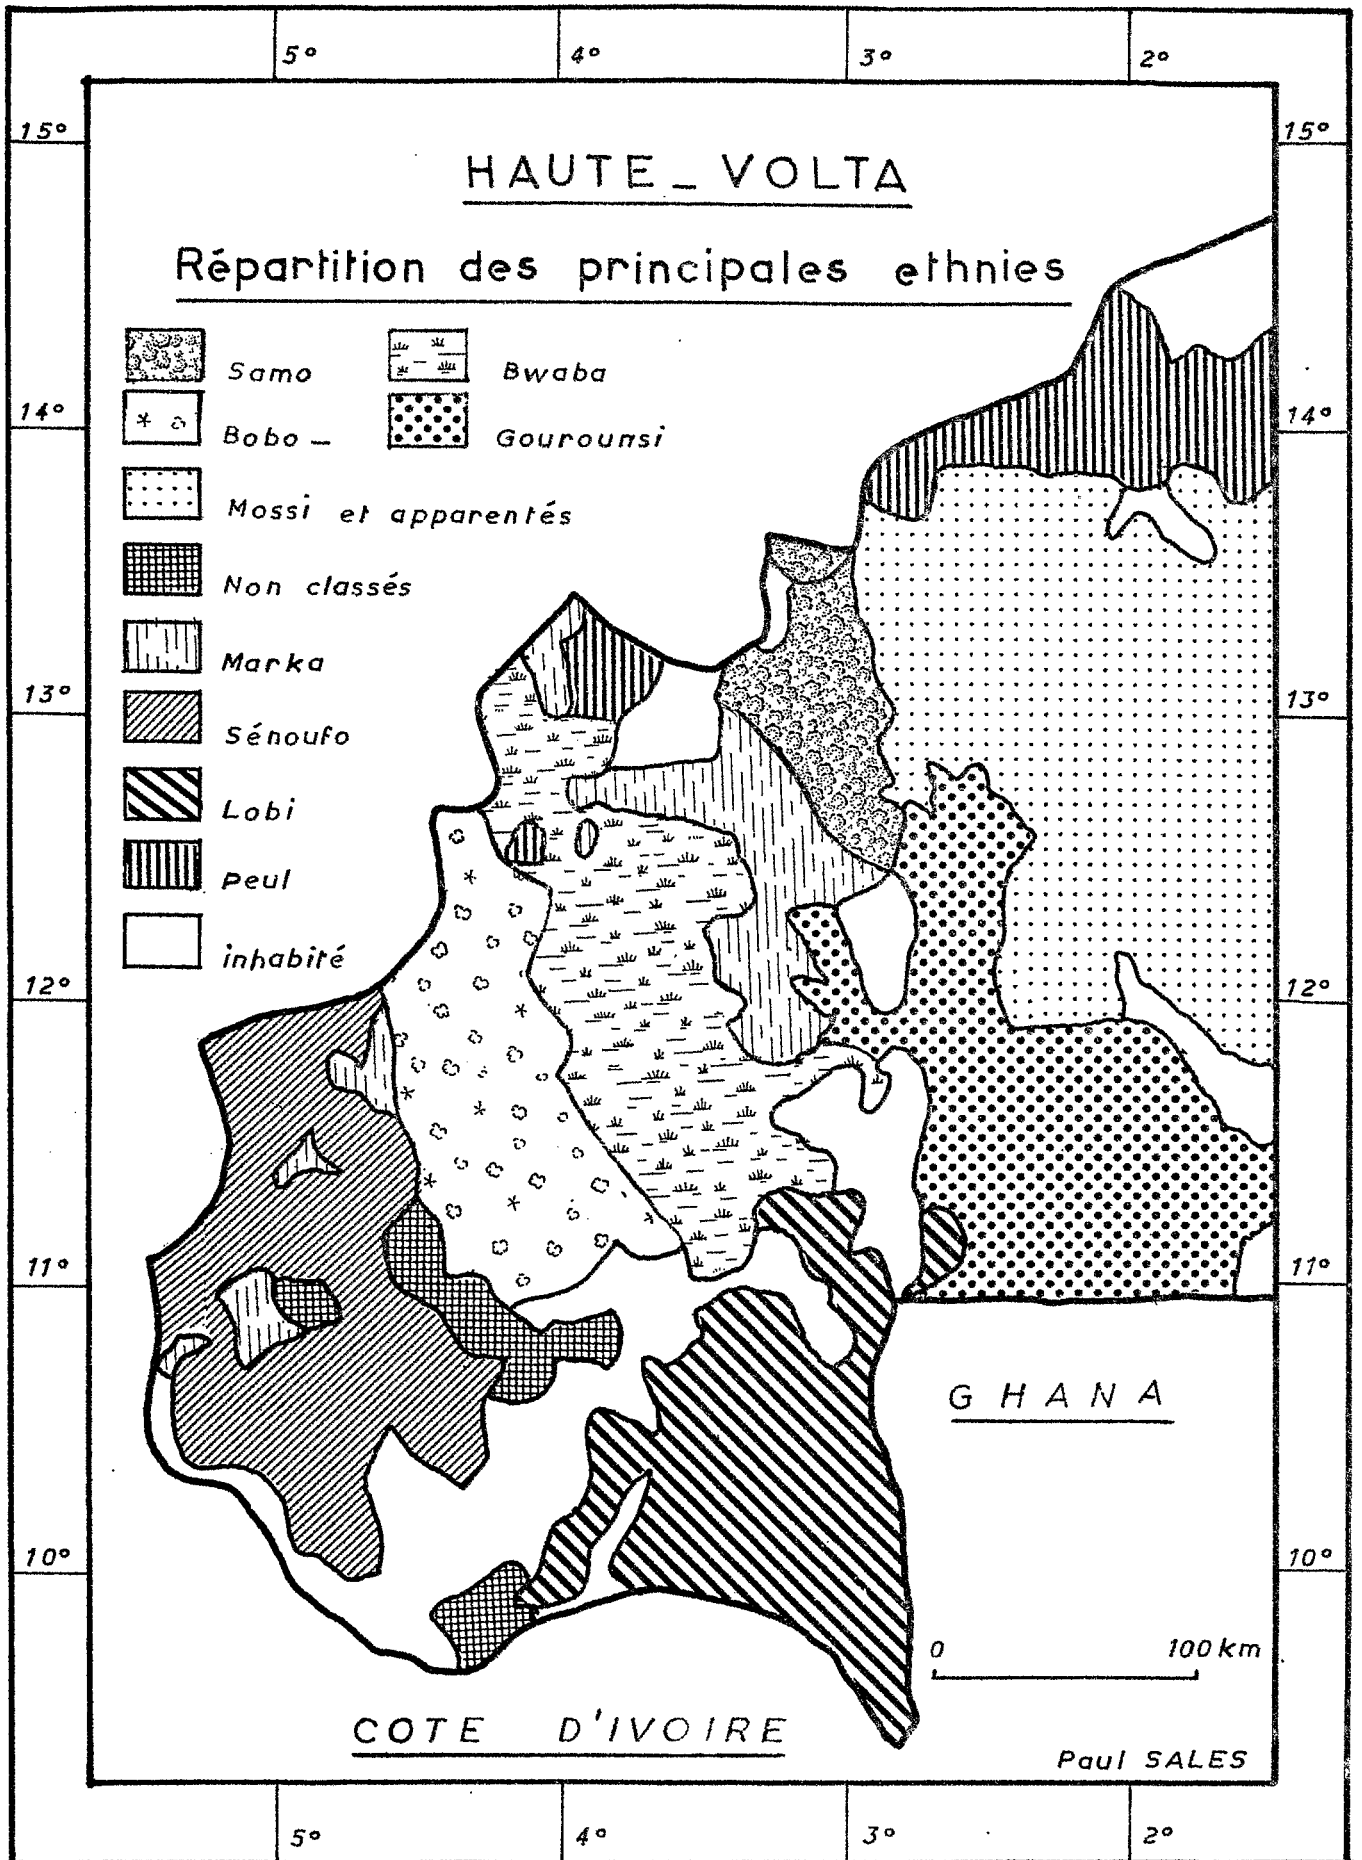 5° 4° 3° 2°
15° 15°
HAUTE_VOLTA
Répartition des principales ethnies
Samo Bwaba
14° 14°
Bobo — Gourounsi
Mossi et apparentés
Non classés
Marka
13° 13°
Sénoufo
Lobi
Peul
inhabité
12° 12°
11° 11°
GHANA
10° 10°
0 100 km
COTE D'IVOIRE
Paul SALES
5° 4° 3° 2°